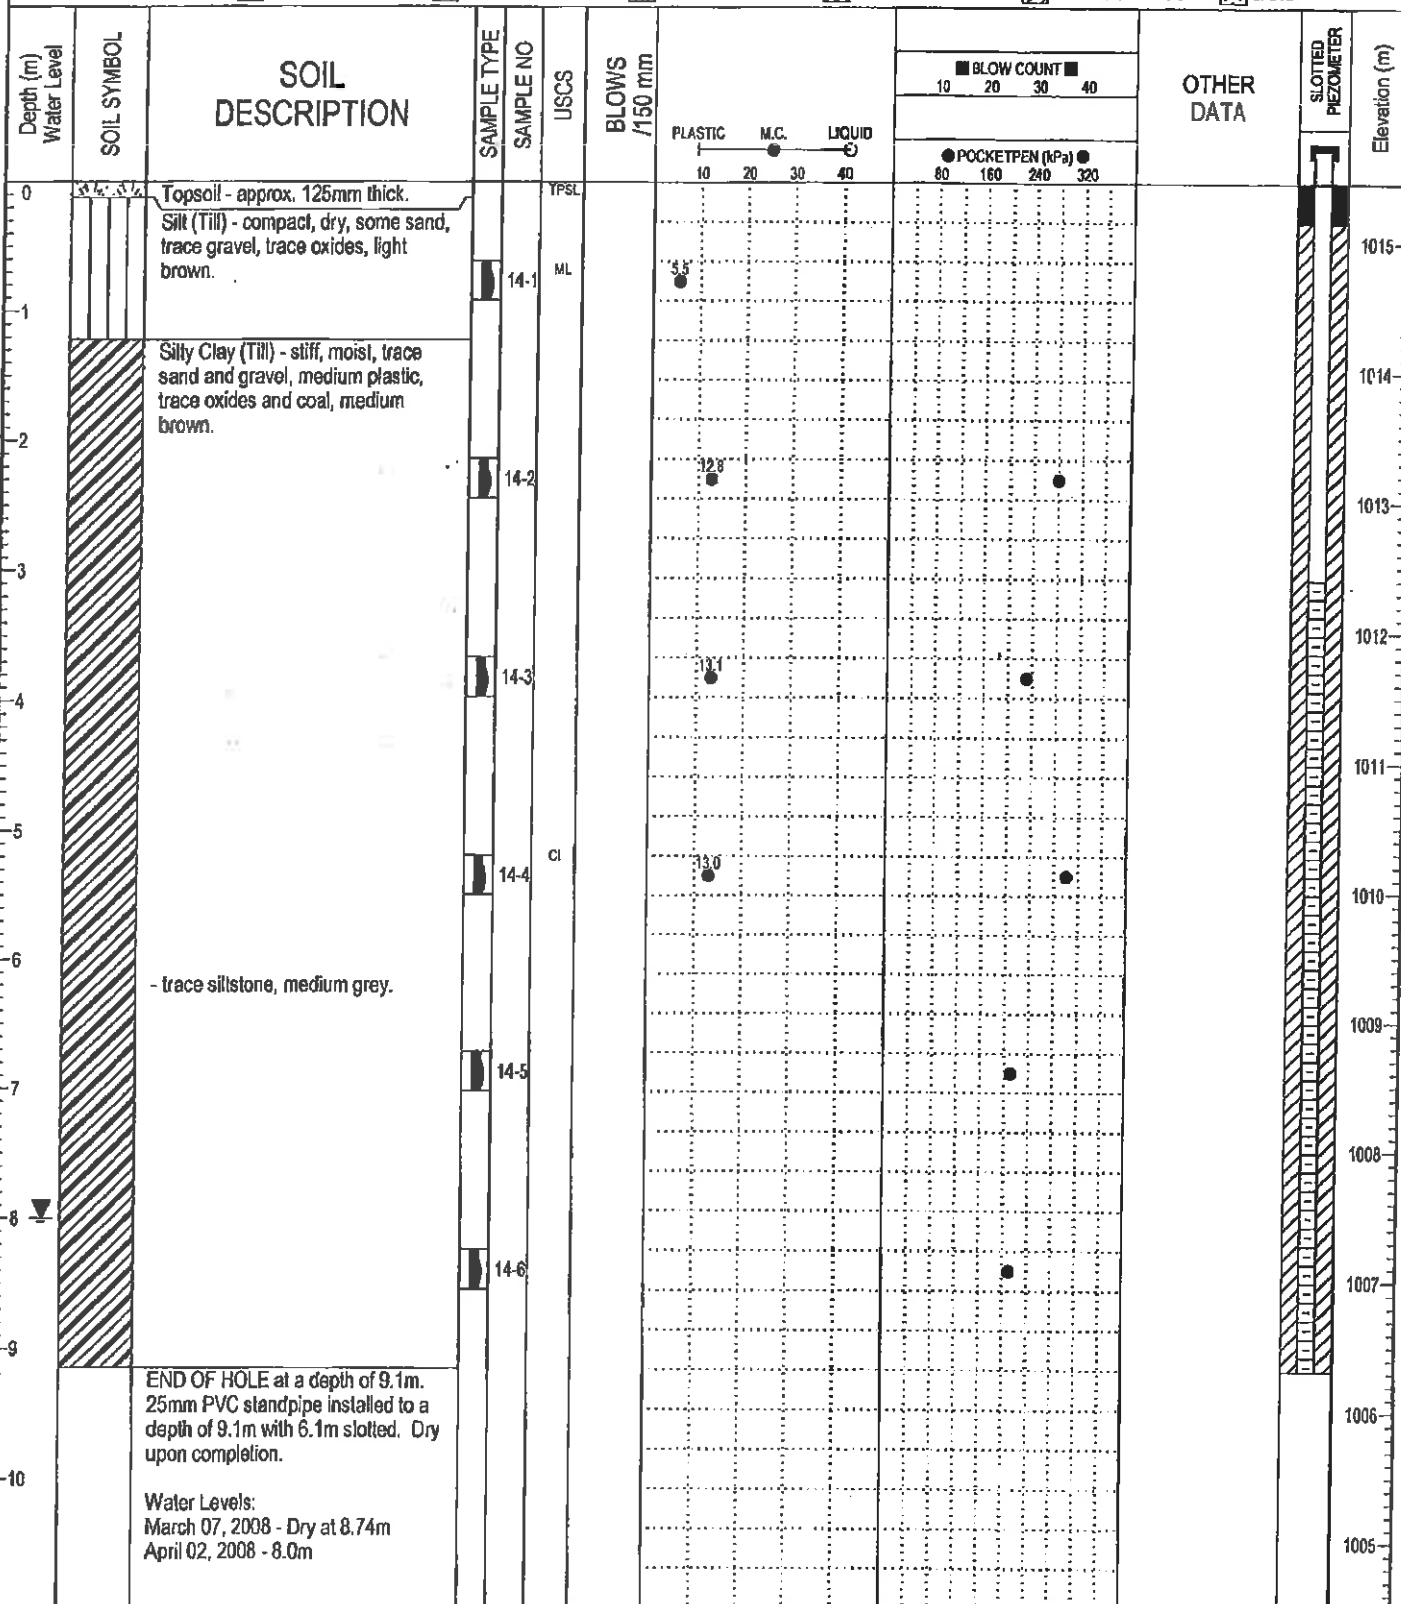 Depth (m)
Water Level
SOIL SYMBOL
SOIL
DESCRIPTION
SAMPLE TYPE
SAMPLE NO
USCS
BLOWS
/150 mm
PLASTIC M.C. LIQUID
10 20 30 40
BLOW COUNT
10 20 30 40
POCKETPEN (kPa)
80 160 240 320
OTHER
DATA
SLOTTED
PIEZOMETER
Elevation (m)
0
Topsoil - approx. 125mm thick.
TPSL
Silt (Till) - compact, dry, some sand,
trace gravel, trace oxides, light
brown.
14-1
ML
5.5
1015
1
Silty Clay (Till) - stiff, moist, trace
sand and gravel, medium plastic,
trace oxides and coal, medium
brown.
1014
2
14-2
12.8
1013
3
1012
14-3
13.1
4
1011
5
14-4
CI
13.0
1010
6
- trace siltstone, medium grey.
1009
14-5
7
1008
8
14-6
1007
9
END OF HOLE at a depth of 9.1m.
25mm PVC standpipe installed to a
depth of 9.1m with 6.1m slotted. Dry
upon completion.
1006
10
Water Levels:
March 07, 2008 - Dry at 8.74m
April 02, 2008 - 8.0m
1005